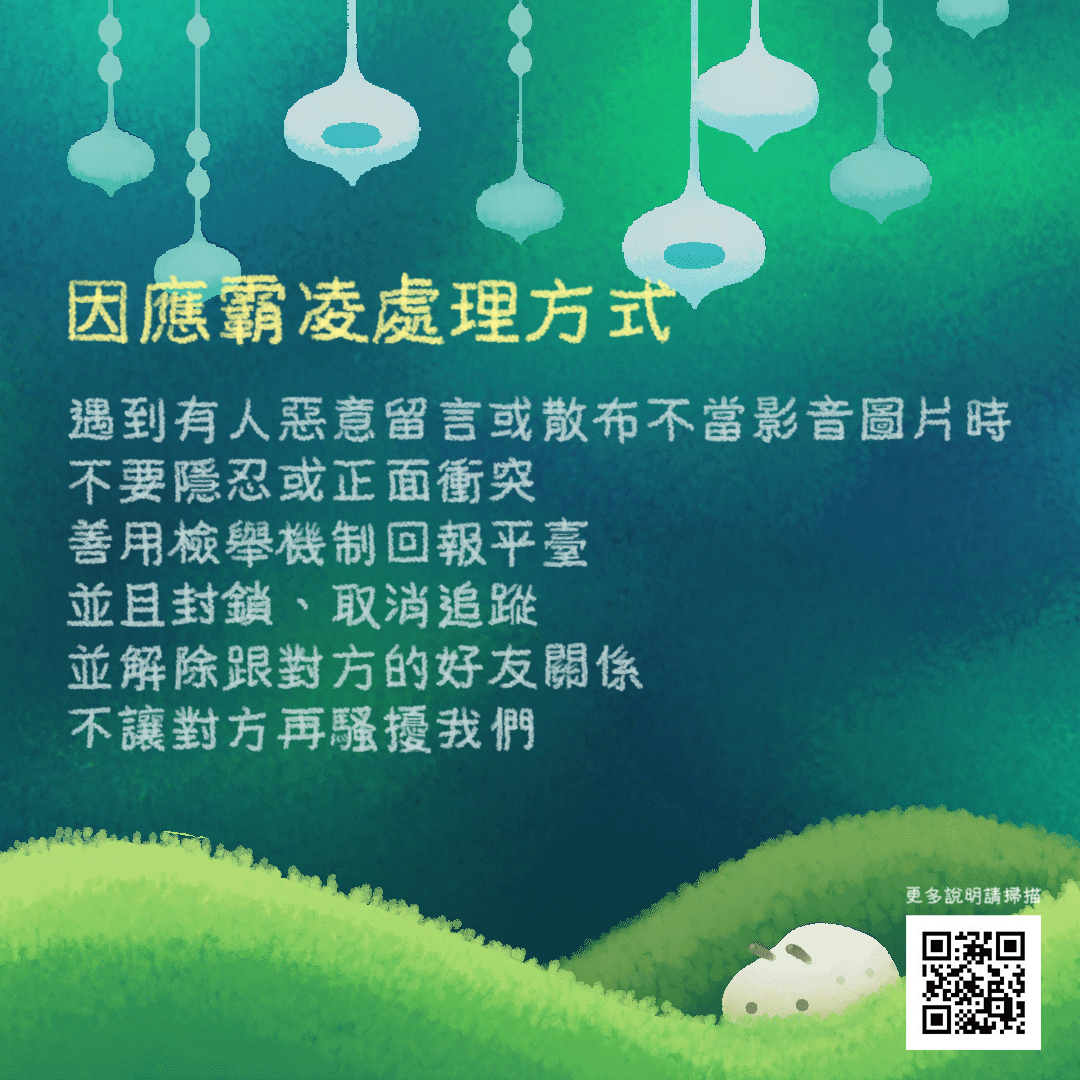 因應霸凌處理方式
遇到有人惡意留言或散布不當影音圖片時
不要隱忍或正面衝突
善用檢舉機制回報平臺
並且封鎖、取消追蹤
並解除跟對方的好友關係
不讓對方再騷擾我們
更多說明請掃描